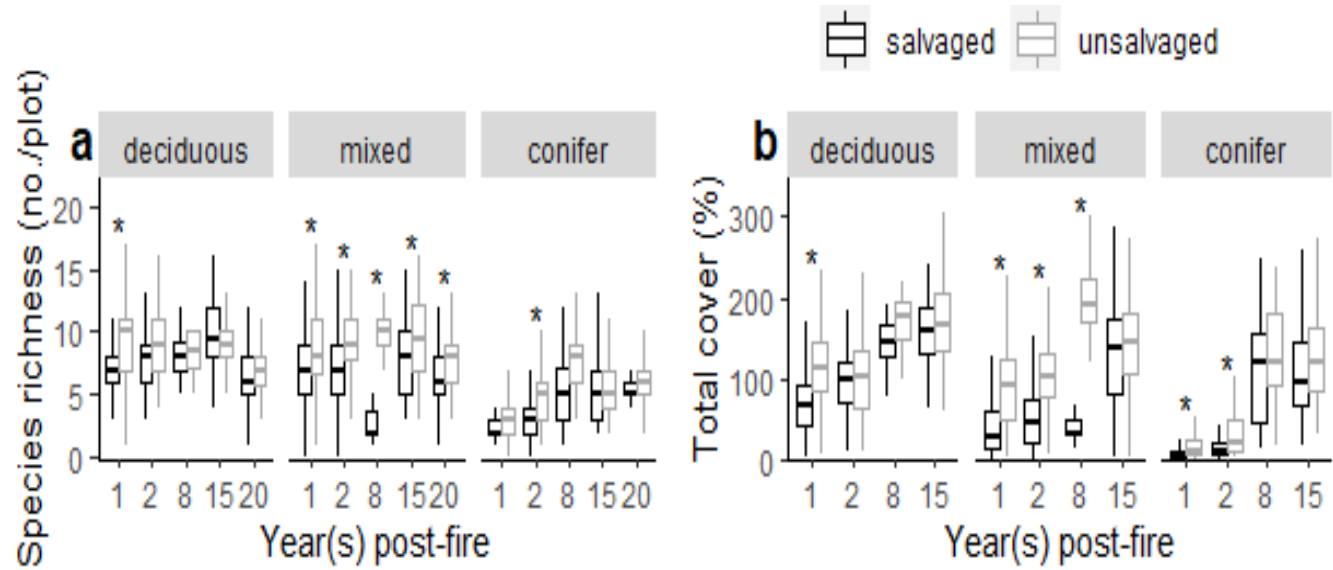 salvaged unsalvaged
a deciduous mixed conifer
Species richness (no./plot)
20
15
10
5
0
* * * * * * *
1 2 8 15 20 1 2 8 15 20 1 2 8 15 20
Year(s) post-fire
b deciduous mixed conifer
Total cover (%)
300
200
100
0
* * * * * *
1 2 8 15 1 2 8 15 1 2 8 15
Year(s) post-fire